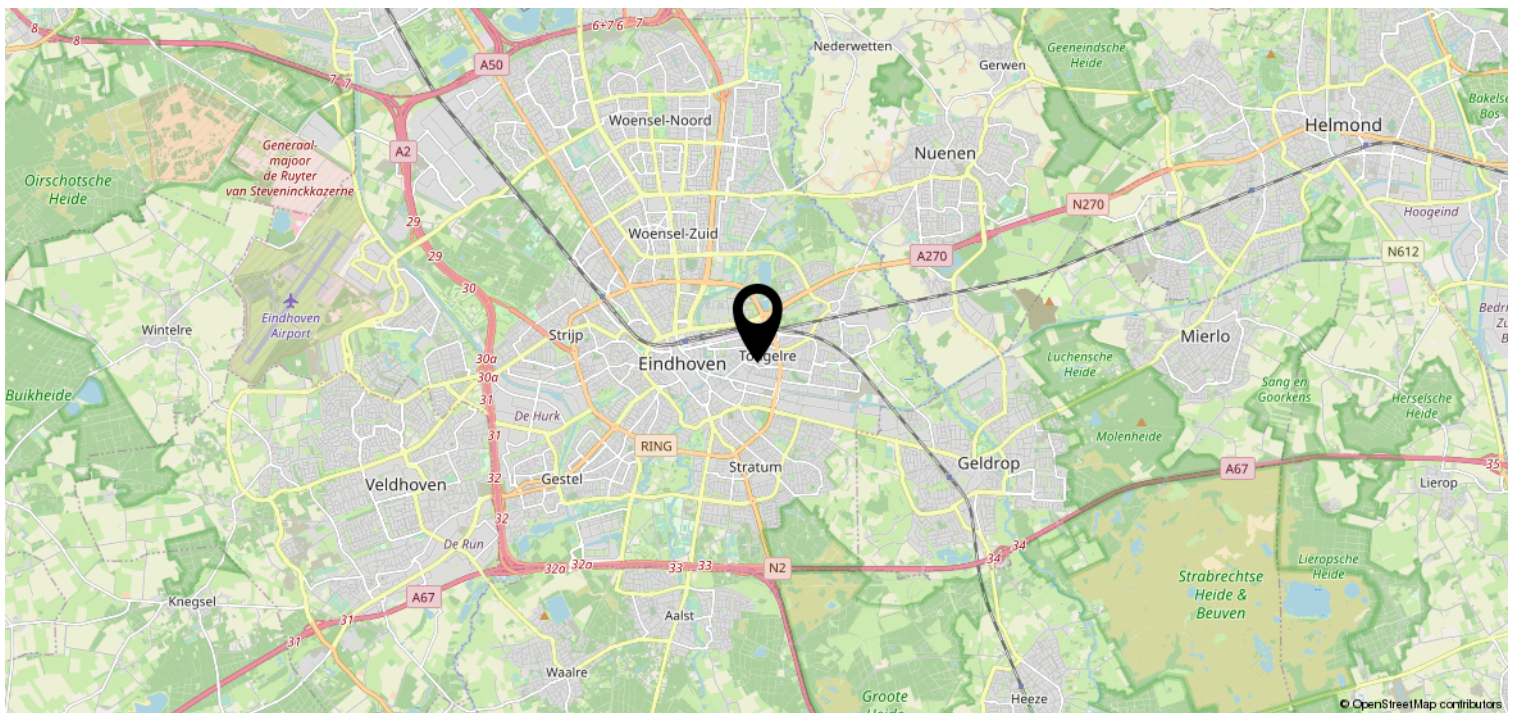 8
8
6+7 6
7
Nederwetten
Geeneindsche
Heide
Gerwen
A50
7
7
Bakelse
Bos
Woensel-Noord
Helmond
Generaal-
majoor
de Ruyter
van Steveninckkazerne
A2
Nuenen
Oirschotsche
Heide
N270
Hoogeind
29
Woensel-Zuid
29
A270
N612
30
Eindhoven
Airport
Wintelre
Strijp
Mierlo
30a
30a
Eindhoven
Tongelre
Luchensche
Heide
Sang en
Goorkens
Buikheide
31
De Hurk
Herselsche
Heide
31
RING
Molenheide
Stratum
Geldrop
A67
35
32
Gestel
Veldhoven
Lierop
32
De Run
34
34
32a
32a
33
33
N2
Lieropsche
Heide
Strabrechtse
Heide &
Beuven
Knegsel
A67
31
Aalst
31
Waalre
Groote
Heide
Heeze
© OpenStreetMap contributors